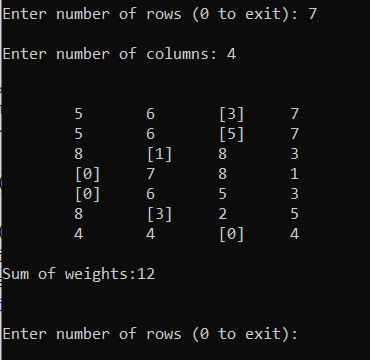 Enter number of rows (0 to exit): 7
Enter number of columns: 4
5 6 [3] 7
5 6 [5] 7
8 [1] 8 3
[0] 7 8 1
[0] 6 5 3
8 [3] 2 5
4 4 [0] 4
Sum of weights:12
Enter number of rows (0 to exit):